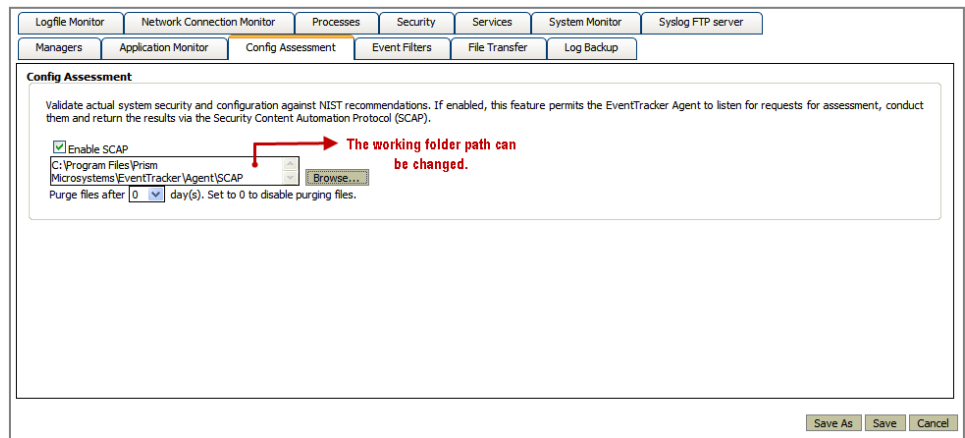 Logfile Monitor Network Connection Monitor Processes Security Services System Monitor Syslog FTP server
Managers Application Monitor Config Assessment Event Filters File Transfer Log Backup
Config Assessment
Validate actual system security and configuration against NIST recommendations. If enabled, this feature permits the EventTracker Agent to listen for requests for assessment, conduct
them and return the results via the Security Content Automation Protocol (SCAP).
Enable SCAP
The working folder path can
be changed.
C:\Program Files\Prism
Microsystems\EventTracker\Agent\SCAP
Browse...
Purge files after 0 day(s). Set to 0 to disable purging files.
Save As Save Cancel